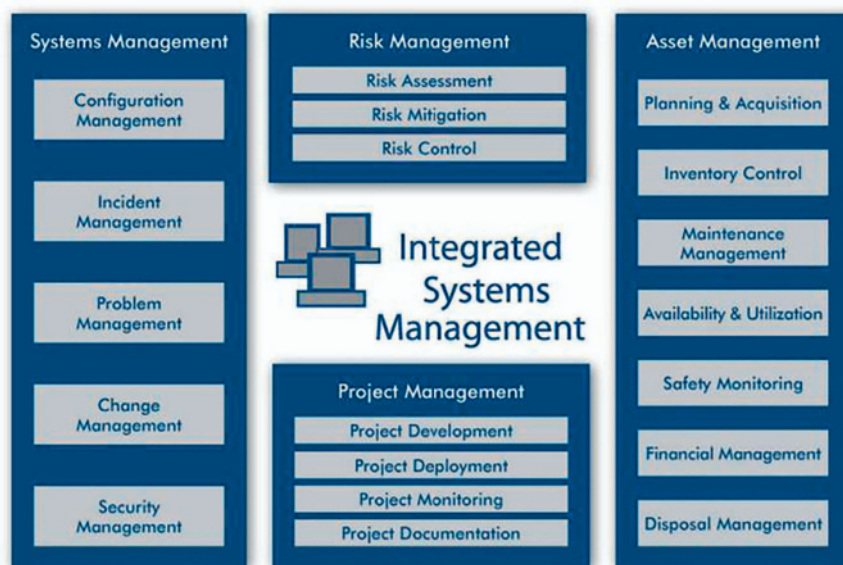 Systems Management
Configuration
Management
Incident
Management
Problem
Management
Change
Management
Security
Management
Risk Management
Risk Assessment
Risk Mitigation
Risk Control
Integrated
Systems
Management
Project Management
Project Development
Project Deployment
Project Monitoring
Project Documentation
Asset Management
Planning & Acquisition
Inventory Control
Maintenance
Management
Availability & Utilization
Safety Monitoring
Financial Management
Disposal Management